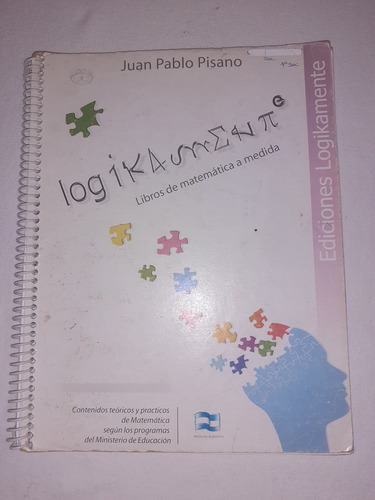 Juan Pablo Pisano
logikamente
Libros de matemática a medida
Ediciones Logikamente
Contenidos teóricos y practicos
de Matemática
según los programas
del Ministerio de Educación